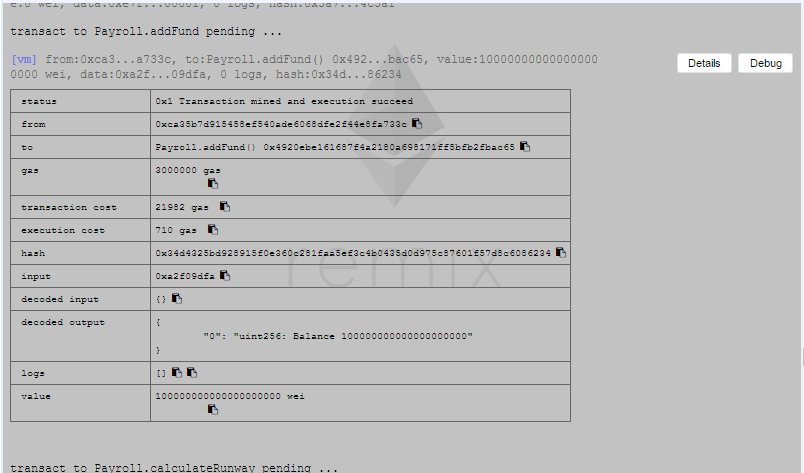 transact to Payroll.addFund pending ...
[vm] from:0xca3...a733c, to:Payroll.addFund() 0x492...bac65, value:10000000000000000
0000 wei, data:0xa2f...09dfa, 0 logs, hash:0x34d...86234
Details Debug
status 0x1 Transaction mined and execution succeed
from 0xca35b7d915458ef540ade6068dfe2f44e8fa733c
to Payroll.addFund() 0x4920ebe161687f4a2180a698171ff5bfb2fbac65
gas 3000000 gas
transaction cost 21982 gas
execution cost 710 gas
hash 0x34d4325bd928915f0e360c281faa5ef3c4b0435d0d975c87601f57d8c6086234
input 0xa2f09dfa
decoded input {}
decoded output {
"0": "uint256: Balance 100000000000000000000"
}
logs []
value 100000000000000000000 wei
remix
transact to Payroll.calculateRunway pending ...